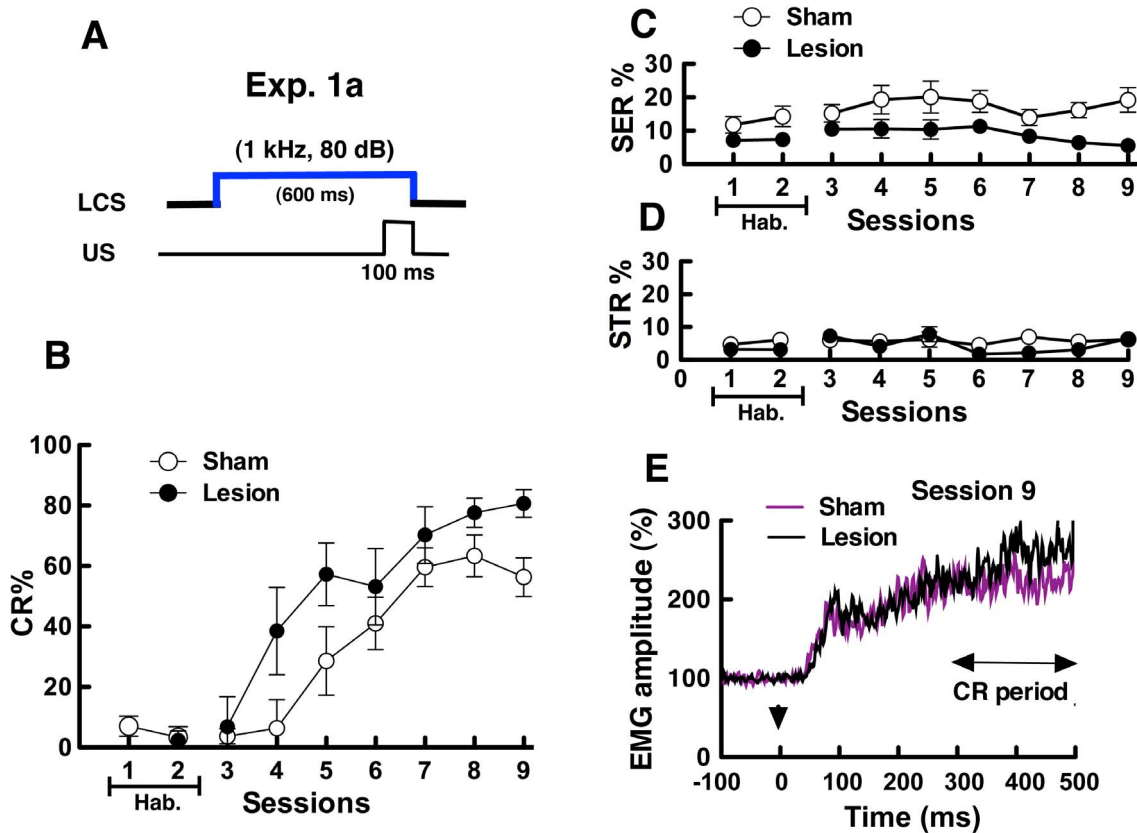 A
Exp. 1a
(1 kHz, 80 dB)
LCS
(600 ms)
US
100 ms
B
Sham
Lesion
CR%
100
80
60
40
20
0
1 2 3 4 5 6 7 8 9
Hab.
Sessions
C
Sham
Lesion
SER %
30
20
10
0
1 2 3 4 5 6 7 8 9
Hab.
Sessions
D
STR %
30
20
10
0
0 1 2 3 4 5 6 7 8 9
Hab.
Sessions
E
Session 9
Sham
Lesion
EMG amplitude (%)
300
200
100
0
CR period
-100 0 100 200 300 400 500
Time (ms)